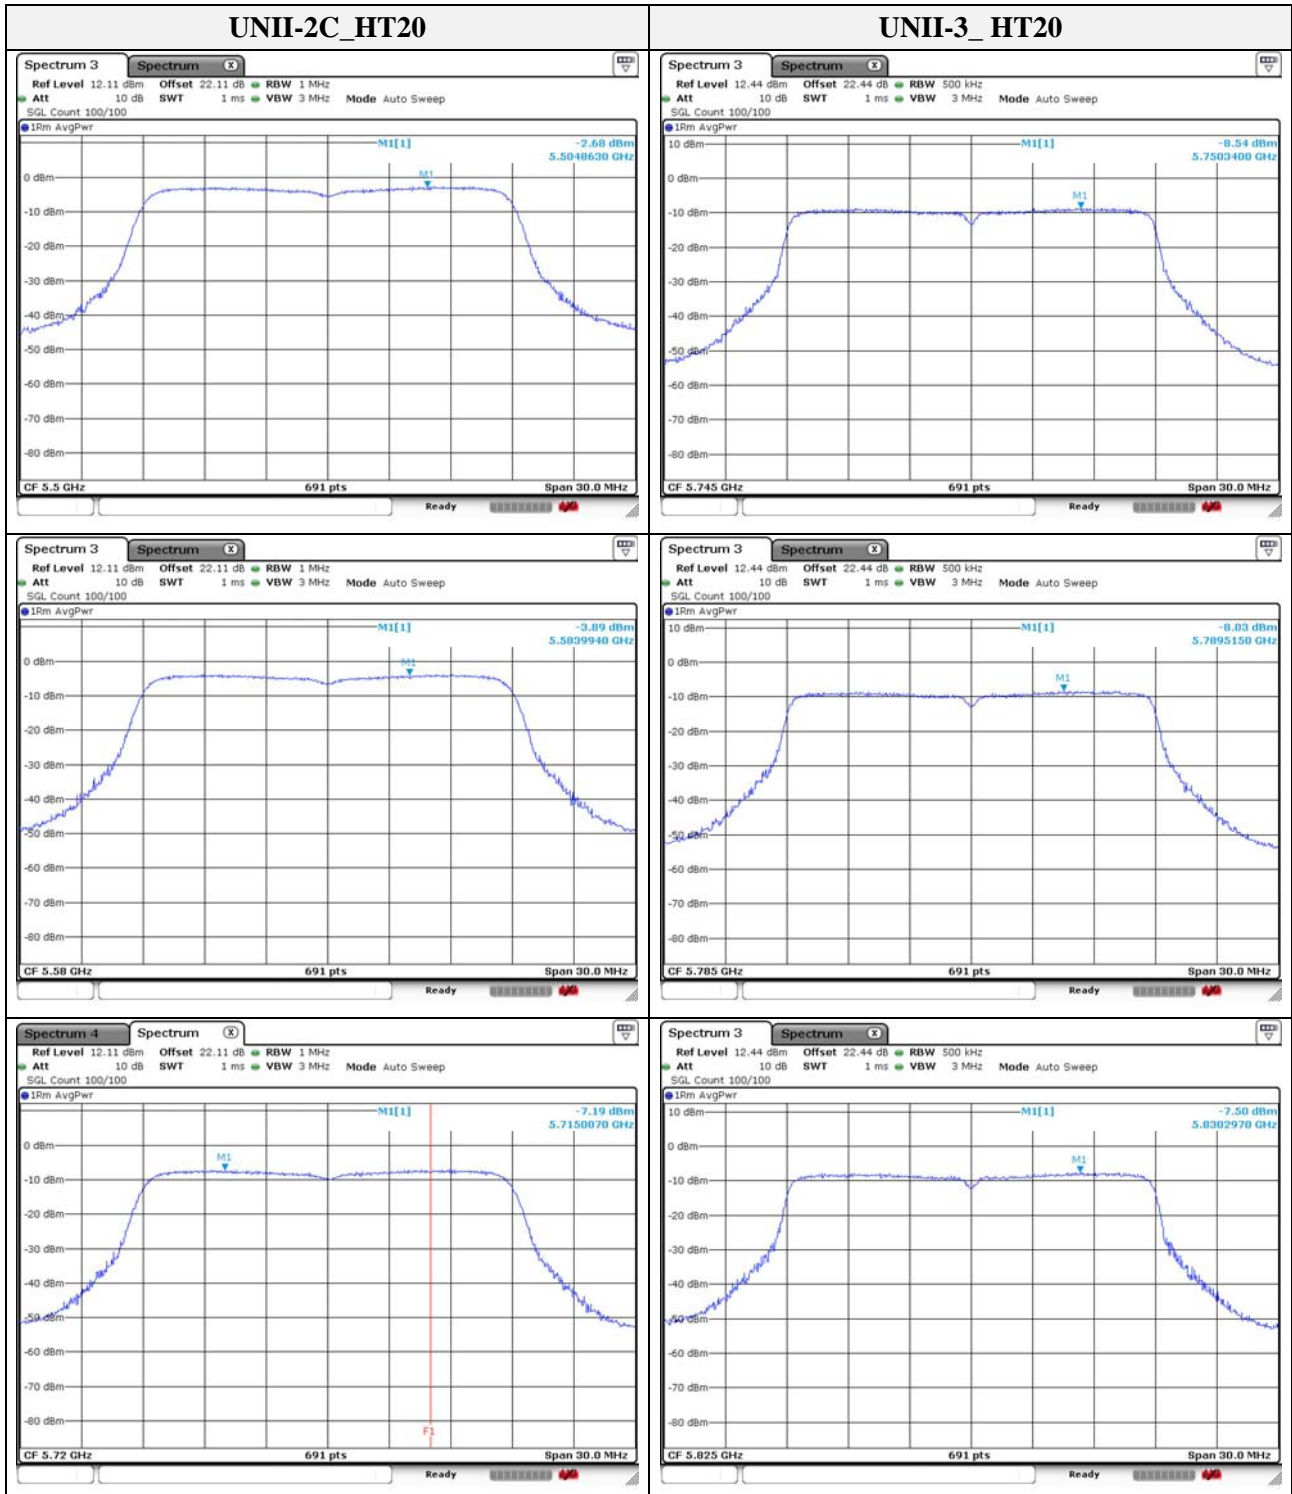 UNII-2C_HT20
UNII-3_ HT20
Spectrum 3 Spectrum X
Ref Level 12.11 dBm Offset 22.11 dB RBW 1 MHz
Att 10 dB SWT 1 ms VBW 3 MHz Mode Auto Sweep
SGL Count 100/100
1Rm AvgPwr
M1[1] -2.68 dBm
5.5048630 GHz
M1
0 dBm
-10 dBm
-20 dBm
-30 dBm
-40 dBm
-50 dBm
-60 dBm
-70 dBm
-80 dBm
CF 5.5 GHz 691 pts Span 30.0 MHz
Ready
Spectrum 3 Spectrum X
Ref Level 12.44 dBm Offset 22.44 dB RBW 500 kHz
Att 10 dB SWT 1 ms VBW 3 MHz Mode Auto Sweep
SGL Count 100/100
1Rm AvgPwr
10 dBm M1[1] -8.54 dBm
5.7503400 GHz
0 dBm
M1
-10 dBm
-20 dBm
-30 dBm
-40 dBm
-50 dBm
-60 dBm
-70 dBm
-80 dBm
CF 5.745 GHz 691 pts Span 30.0 MHz
Ready
Spectrum 3 Spectrum X
Ref Level 12.11 dBm Offset 22.11 dB RBW 1 MHz
Att 10 dB SWT 1 ms VBW 3 MHz Mode Auto Sweep
SGL Count 100/100
1Rm AvgPwr
M1[1] -3.89 dBm
5.5839940 GHz
0 dBm M1
-10 dBm
-20 dBm
-30 dBm
-40 dBm
-50 dBm
-60 dBm
-70 dBm
-80 dBm
CF 5.58 GHz 691 pts Span 30.0 MHz
Ready
Spectrum 3 Spectrum X
Ref Level 12.44 dBm Offset 22.44 dB RBW 500 kHz
Att 10 dB SWT 1 ms VBW 3 MHz Mode Auto Sweep
SGL Count 100/100
1Rm AvgPwr
10 dBm M1[1] -8.03 dBm
5.7895150 GHz
0 dBm
M1
-10 dBm
-20 dBm
-30 dBm
-40 dBm
-50 dBm
-60 dBm
-70 dBm
-80 dBm
CF 5.785 GHz 691 pts Span 30.0 MHz
Ready
Spectrum 4 Spectrum X
Ref Level 12.11 dBm Offset 22.11 dB RBW 1 MHz
Att 10 dB SWT 1 ms VBW 3 MHz Mode Auto Sweep
SGL Count 100/100
1Rm AvgPwr
M1[1] -7.19 dBm
5.7150070 GHz
0 dBm
M1
-10 dBm
-20 dBm
-30 dBm
-40 dBm
-50 dBm
-60 dBm
-70 dBm
-80 dBm
F1
CF 5.72 GHz 691 pts Span 30.0 MHz
Ready
Spectrum 3 Spectrum X
Ref Level 12.44 dBm Offset 22.44 dB RBW 500 kHz
Att 10 dB SWT 1 ms VBW 3 MHz Mode Auto Sweep
SGL Count 100/100
1Rm AvgPwr
10 dBm M1[1] -7.50 dBm
5.8302970 GHz
0 dBm
M1
-10 dBm
-20 dBm
-30 dBm
-40 dBm
-50 dBm
-60 dBm
-70 dBm
-80 dBm
CF 5.825 GHz 691 pts Span 30.0 MHz
Ready